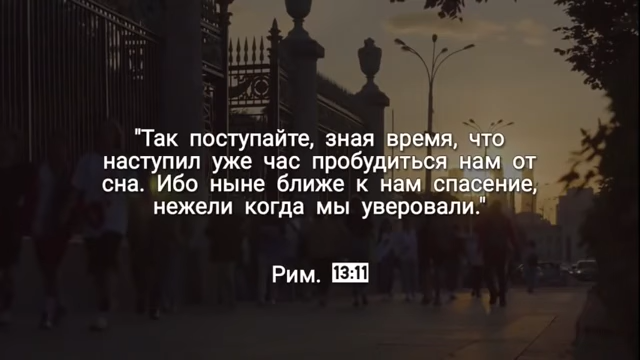 "Так поступайте, зная время, что
наступил уже час пробудиться нам от
сна. Ибо ныне ближе к нам спасение,
нежели когда мы уверовали."
Рим. 13:11